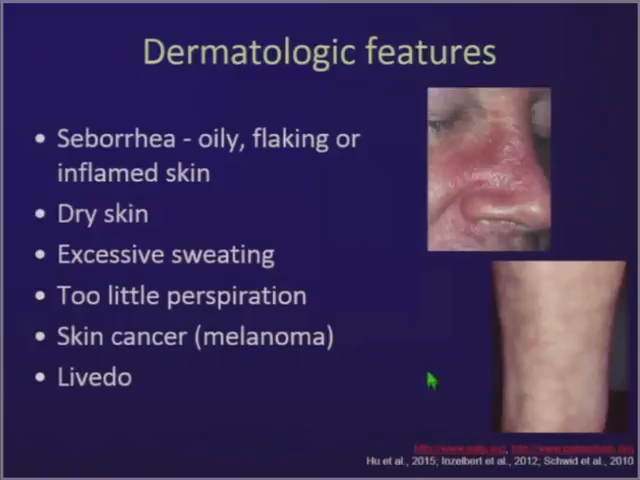 Dermatologic features
• Seborrhea - oily, flaking or
inflamed skin
• Dry skin
• Excessive sweating
• Too little perspiration
• Skin cancer (melanoma)
• Livedo
Hu et al., 2015; Inzelbert et al., 2012; Schwid et al., 2010